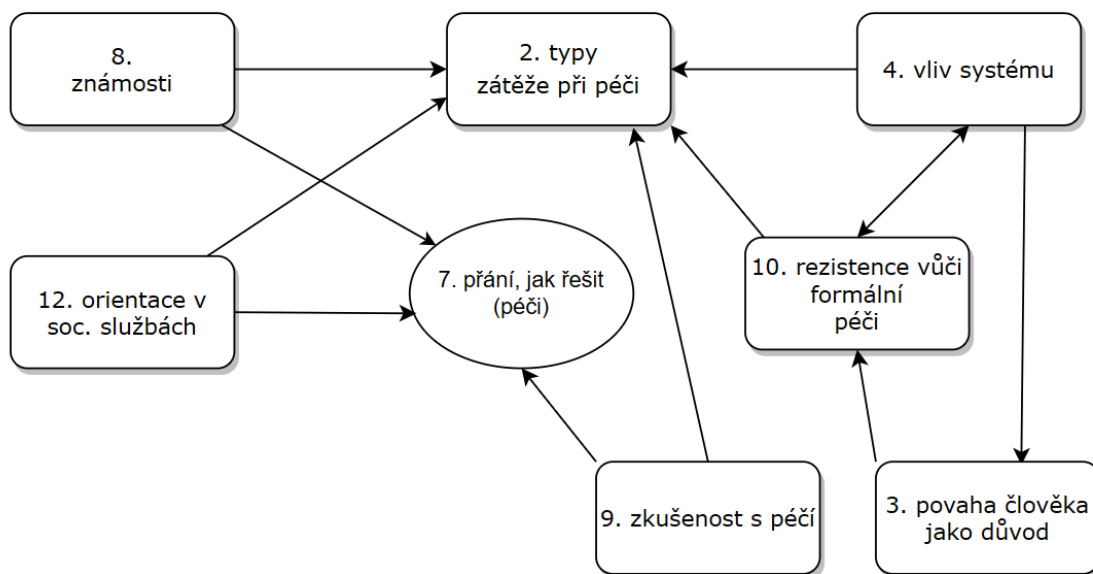 8.
známosti
2. typy
zátěže při péči
4. vliv systému
12. orientace v
soc. službách
7. přání, jak řešit
(péči)
10. rezistence vůči
formální
péči
9. zkušenost s péčí
3. povaha člověka
jako důvod